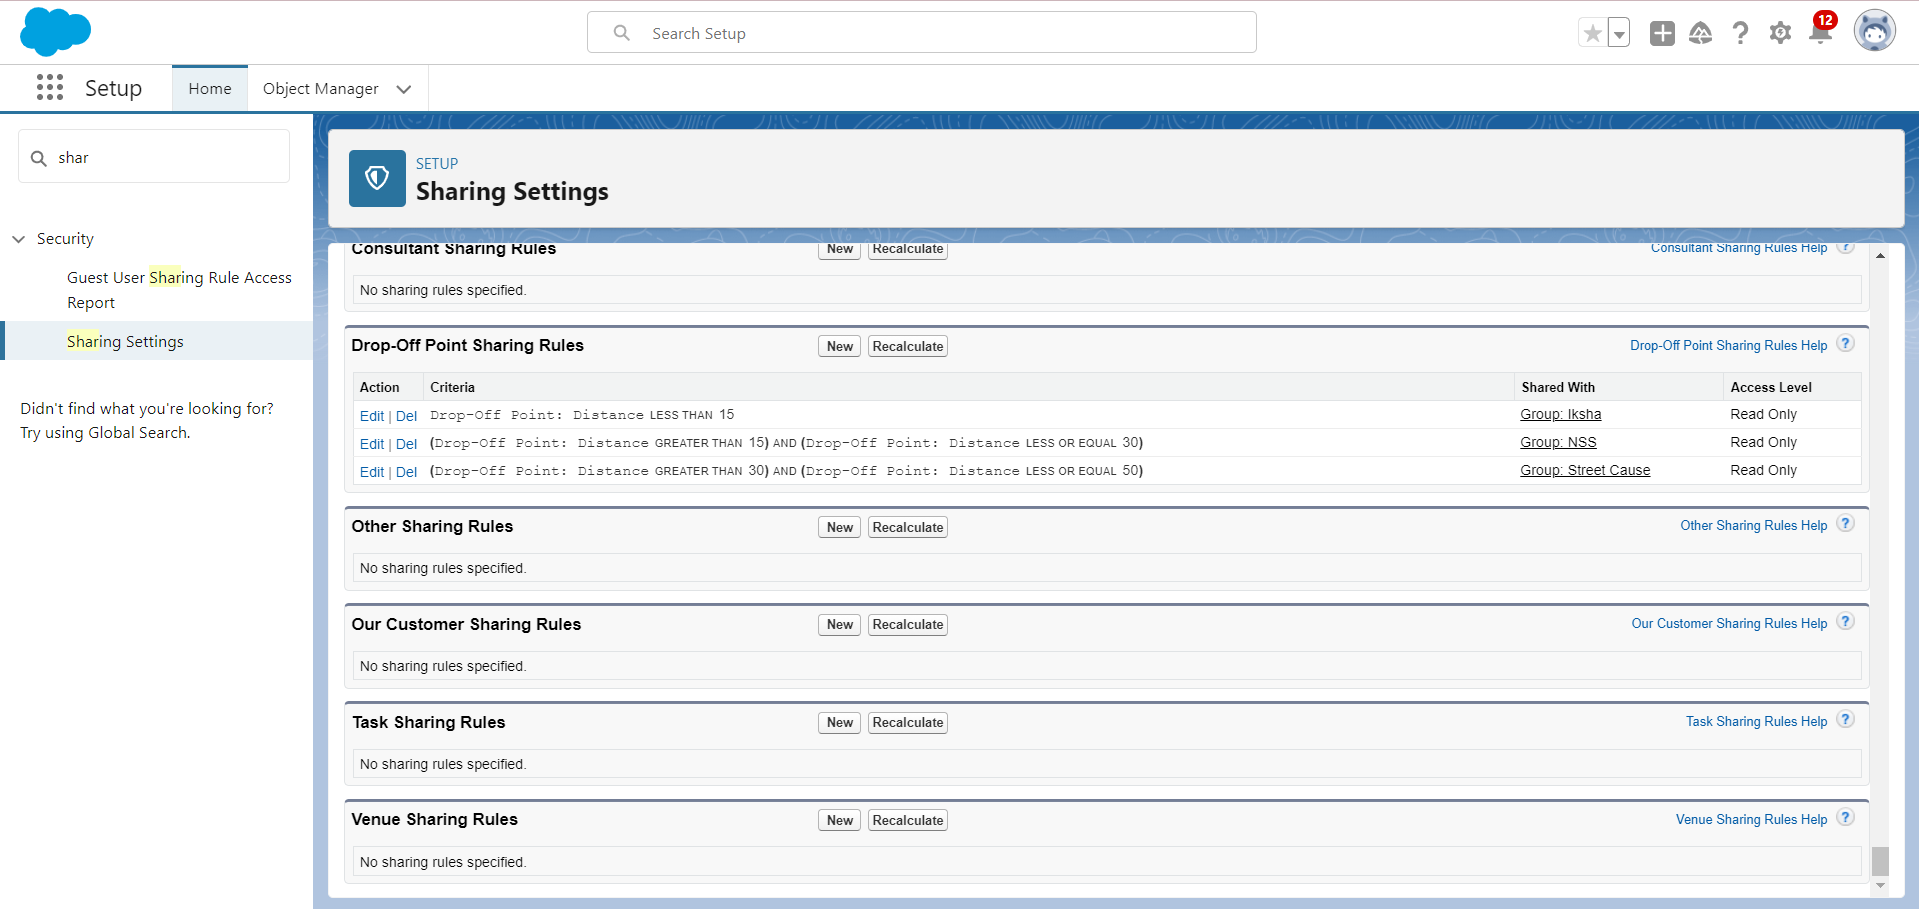 Search Setup
12
Setup
Home
Object Manager
shar
Security
Guest User Sharing Rule Access
Report
Sharing Settings
Didn't find what you're looking for?
Try using Global Search.
SETUP
Sharing Settings
Consultant Sharing Rules New Recalculate Consultant Sharing Rules Help ?
No sharing rules specified.
Drop-Off Point Sharing Rules New Recalculate Drop-Off Point Sharing Rules Help ?
Action Criteria Shared With Access Level
Edit | Del Drop-Off Point: Distance LESS THAN 15 Group: Iksha Read Only
Edit | Del (Drop-Off Point: Distance GREATER THAN 15) AND (Drop-Off Point: Distance LESS OR EQUAL 30) Group: NSS Read Only
Edit | Del (Drop-Off Point: Distance GREATER THAN 30) AND (Drop-Off Point: Distance LESS OR EQUAL 50) Group: Street Cause Read Only
Other Sharing Rules New Recalculate Other Sharing Rules Help ?
No sharing rules specified.
Our Customer Sharing Rules New Recalculate Our Customer Sharing Rules Help ?
No sharing rules specified.
Task Sharing Rules New Recalculate Task Sharing Rules Help ?
No sharing rules specified.
Venue Sharing Rules New Recalculate Venue Sharing Rules Help ?
No sharing rules specified.